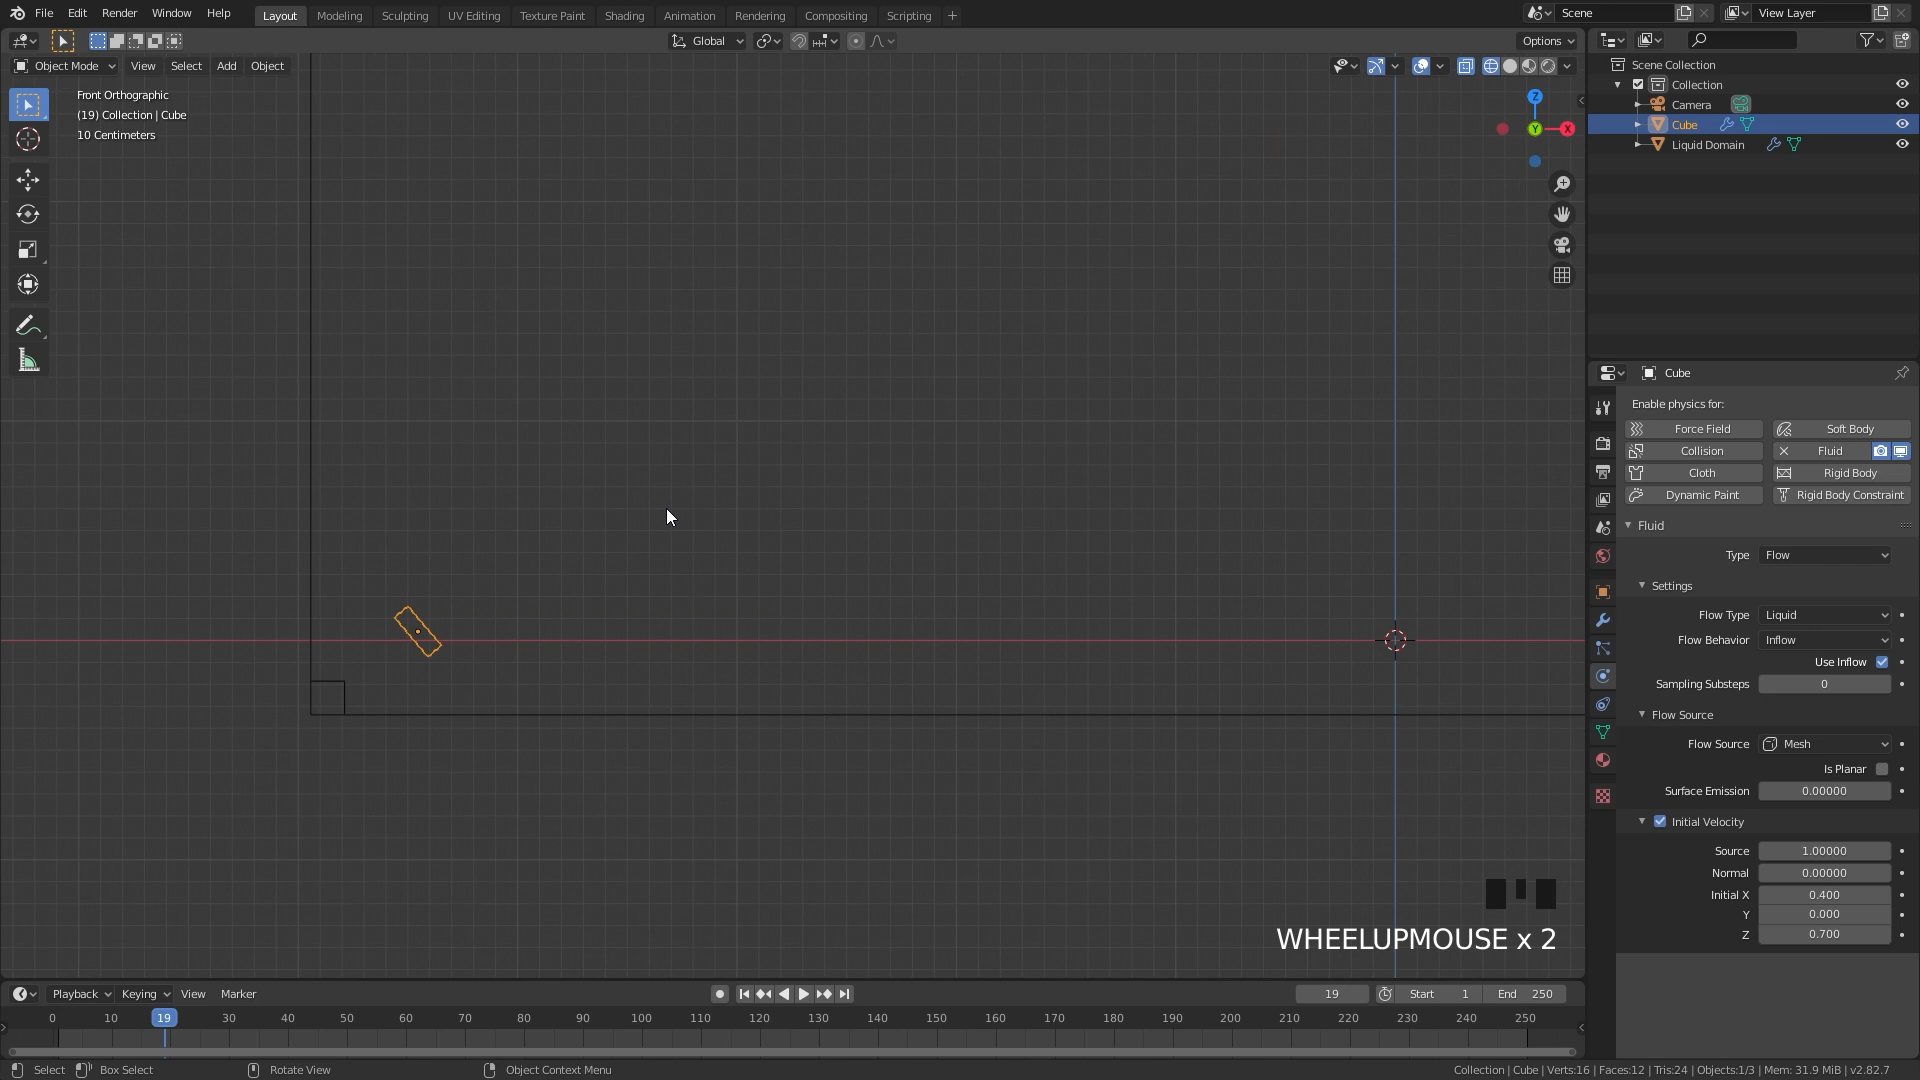 File Edit Render Window Help Layout Modeling Sculpting UV Editing Texture Paint Shading Animation Rendering Compositing Scripting + Scene View Layer
Global Options
Object Mode View Select Add Object
Front Orthographic
(19) Collection | Cube
10 Centimeters
Z
Y
X
Scene Collection
Collection
Camera
Cube
Liquid Domain
Cube
Enable physics for:
Force Field Soft Body
Collision Fluid
Cloth Rigid Body
Dynamic Paint Rigid Body Constraint
Fluid
Type Flow
Settings
Flow Type Liquid
Flow Behavior Inflow
Use Inflow
Sampling Substeps 0
Flow Source
Flow Source Mesh
Is Planar
Surface Emission 0.00000
Initial Velocity
Source 1.00000
Normal 0.00000
Initial X 0.400
Y 0.000
Z 0.700
WHEELUPMOUSE x 2
Playback Keying View Marker 19 Start 1 End 250
0 10 19 30 40 50 60 70 80 90 100 110 120 130 140 150 160 170 180 190 200 210 220 230 240 250
Select Box Select Rotate View Object Context Menu Collection | Cube | Verts:16 | Faces:12 | Tris:24 | Objects:1/3 | Mem: 31.9 MiB | v2.82.7